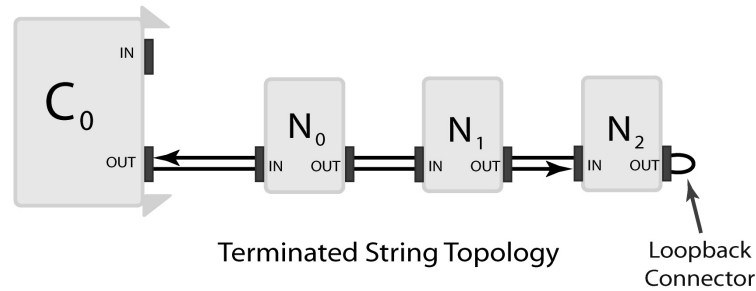 IN
C0
OUT
N0
IN OUT
N1
IN OUT
N2
IN OUT
Terminated String Topology
Loopback
Connector